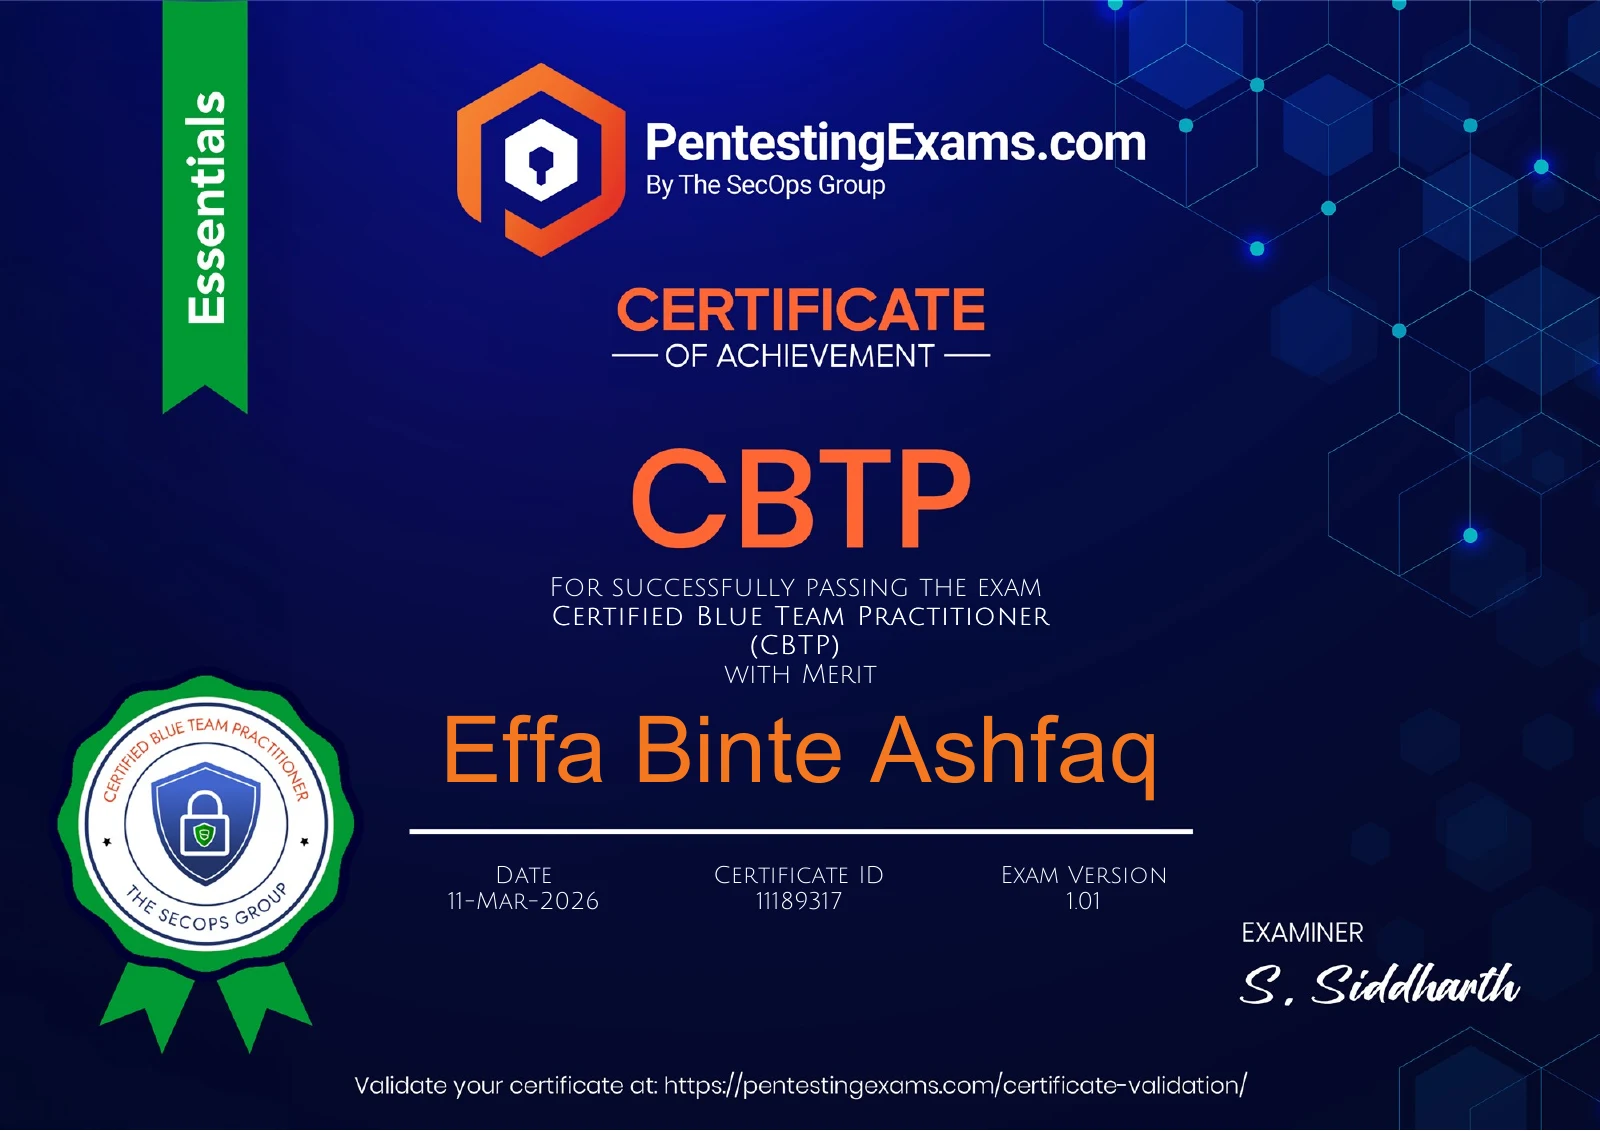 Essentials
PentestingExams.com
By The SecOps Group
CERTIFICATE
OF ACHIEVEMENT
CBTP
For successfully passing the exam
Certified Blue Team Practitioner
(CBTP)
with Merit
Effa Binte Ashfaq
CERTIFIED BLUE TEAM PRACTITIONER
THE SECOPS GROUP
Date
11-Mar-2026
Certificate ID
11189317
Exam Version
1.01
EXAMINER
S. Siddharth
Validate your certificate at: https://pentestingexams.com/certificate-validation/